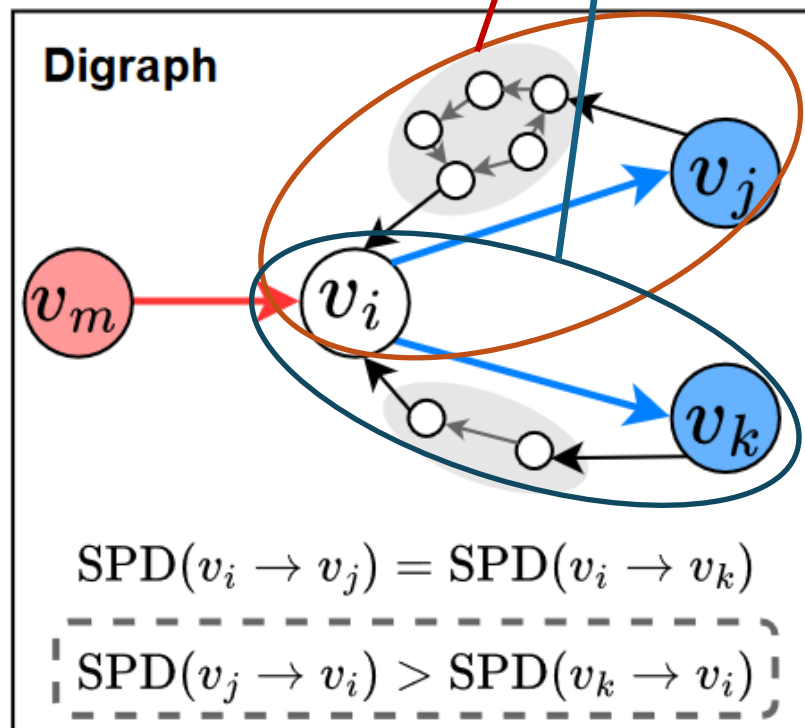 Digraph
v_j
v_m
v_i
v_k
SPD(v_i → v_j) = SPD(v_i → v_k)
SPD(v_j → v_i) > SPD(v_k → v_i)